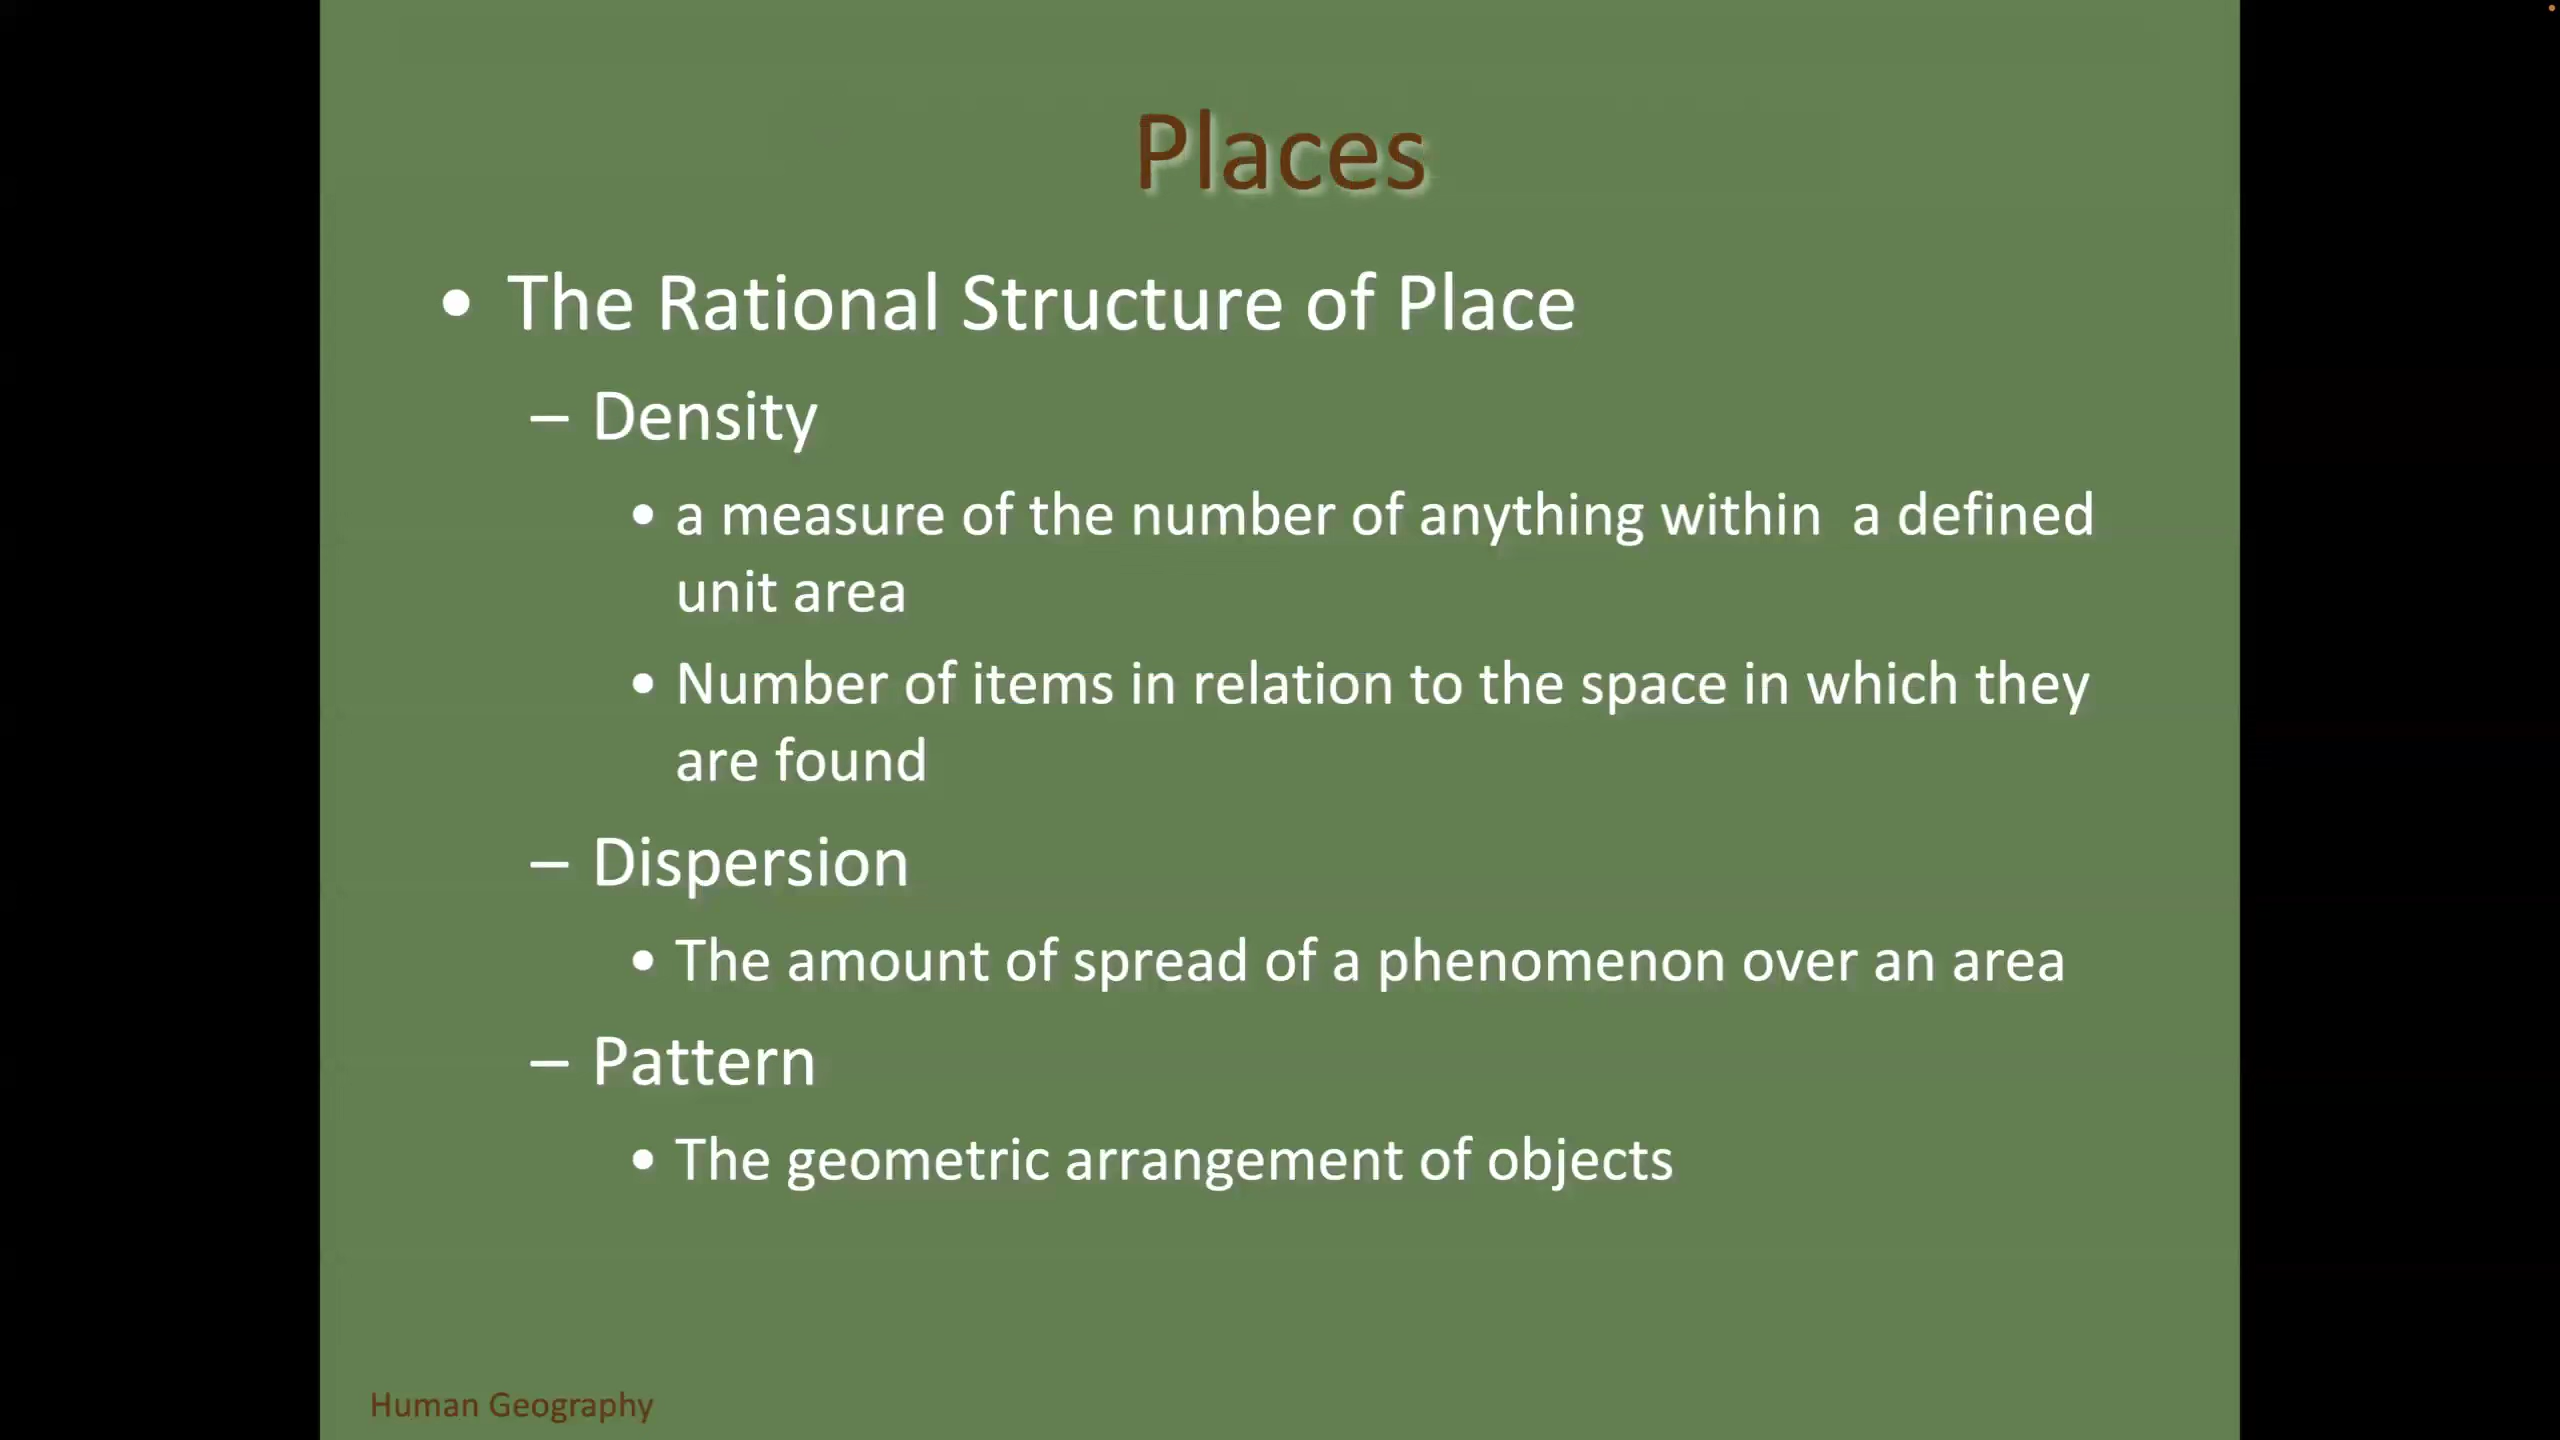 Places
• The Rational Structure of Place
– Density
• a measure of the number of anything within  a defined
unit area
• Number of items in relation to the space in which they
are found
– Dispersion
• The amount of spread of a phenomenon over an area
– Pattern
• The geometric arrangement of objects
Human Geography